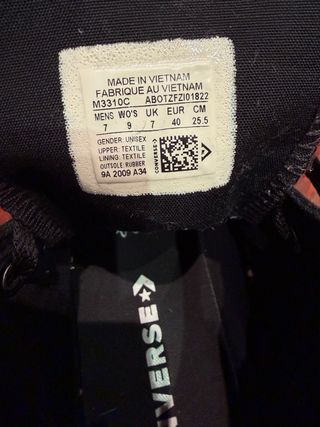 MADE IN VIETNAM
FABRIQUE AU VIETNAM
M3310C ABOTZFZI01822
MENS WO'S UK EUR CM
7 9 7 40 25.5
GENDER: UNISEX
UPPER: TEXTILE
LINING: TEXTILE
OUTSOLE: RUBBER
9A 2009 A34
CONVERSE
VERSE